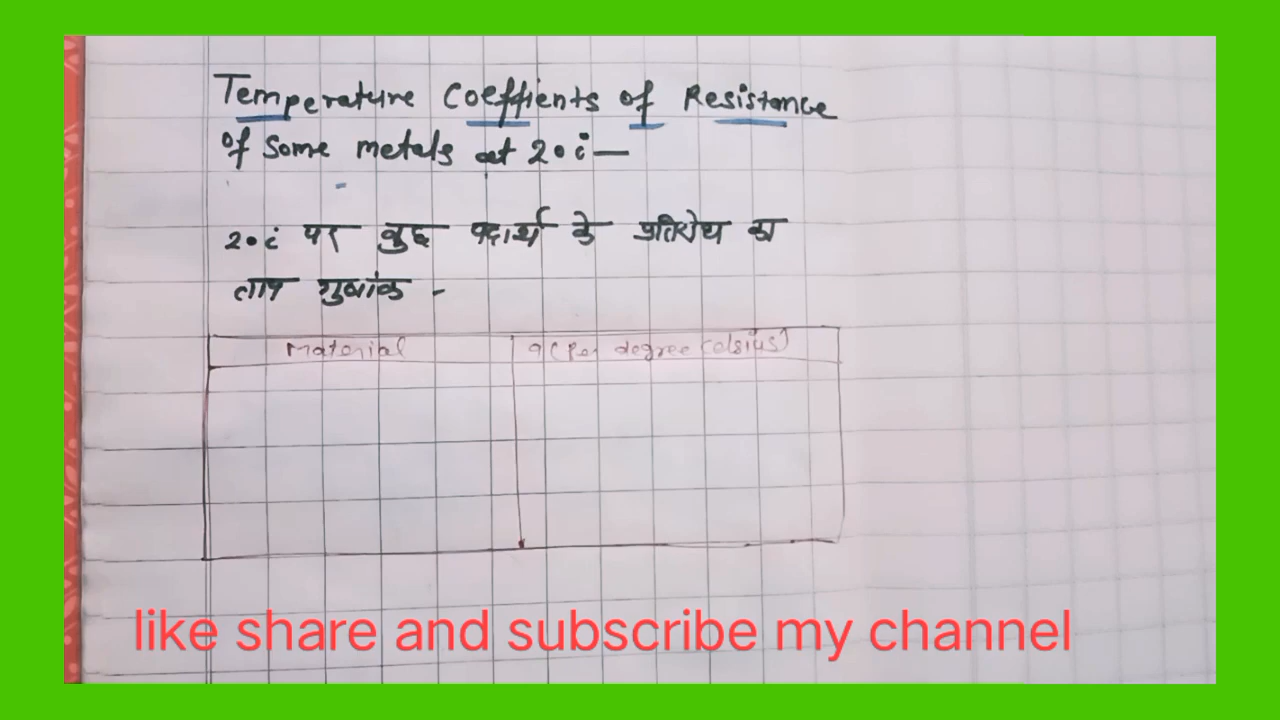 Temperature Coeffients of Resistance
of Some metals at 20°c—
20°c पर कुछ पदार्थ के प्रतिरोध का
ताप गुणांक -
Material
(Per degree Celsius)
like share and subscribe my channel